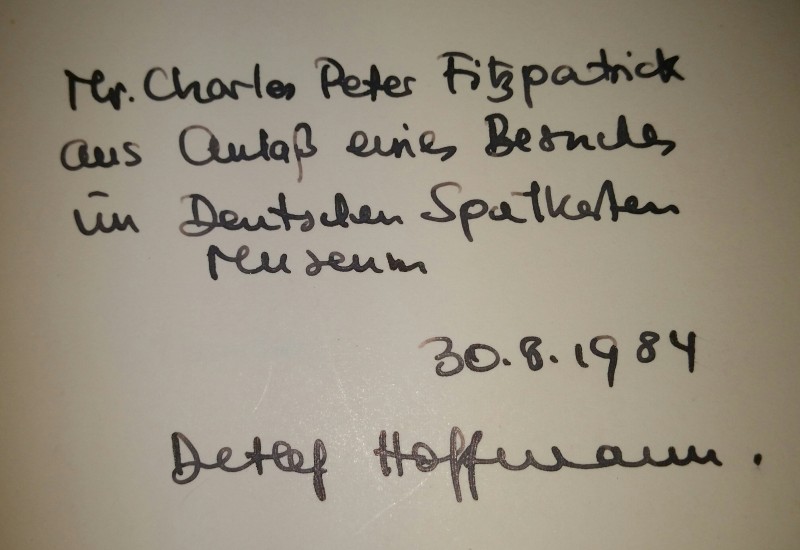 Mr. Charles Peter Fitzpatrick
aus Anlaß eines Besuches
im Deutschen Spielkarten
Museum
30.8.1984
Detlef Hoffmann.